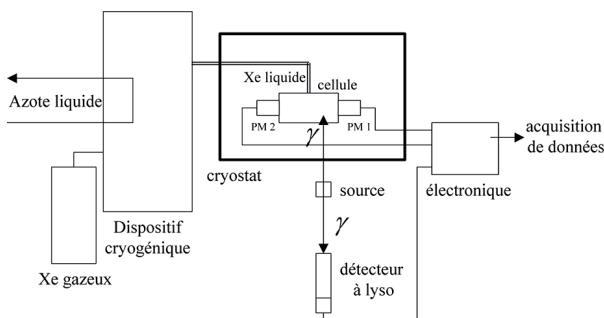 Xe liquide
cellule
Azote liquide
PM 2
PM 1
γ
acquisition
de données
cryostat
source
électronique
Dispositif
cryogénique
γ
détecteur
à lyso
Xe gazeux